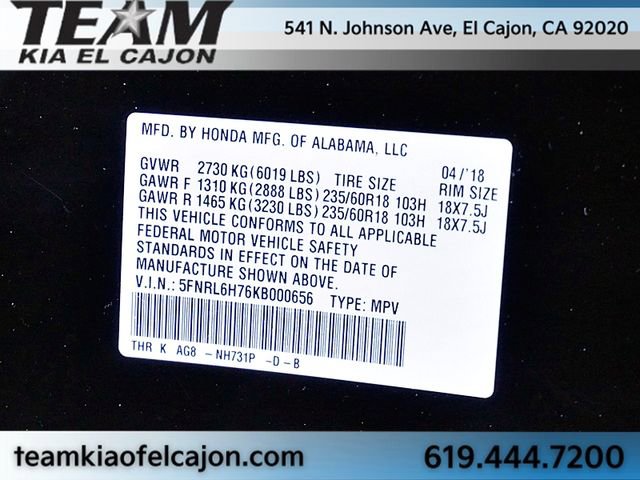 TEAM
KIA EL CAJON
541 N. Johnson Ave, El Cajon, CA 92020
MFD. BY HONDA MFG. OF ALABAMA, LLC
04/'18
GVWR 2730 KG(6019 LBS) TIRE SIZE RIM SIZE
GAWR F 1310 KG(2888 LBS) 235/60R18 103H 18X7.5J
GAWR R 1465 KG(3230 LBS) 235/60R18 103H 18X7.5J
THIS VEHICLE CONFORMS TO ALL APPLICABLE
FEDERAL MOTOR VEHICLE SAFETY
STANDARDS IN EFFECT ON THE DATE OF
MANUFACTURE SHOWN ABOVE.
V.I.N.: 5FNRL6H76KB000656 TYPE: MPV
THR K AG8 -NH731P -D-B
teamkiaofelcajon.com
619.444.7200